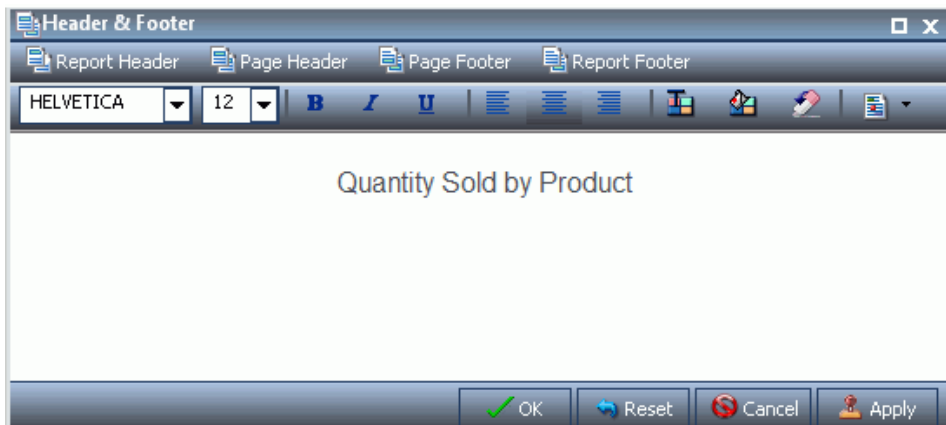 Header & Footer
Report Header Page Header Page Footer Report Footer
HELVETICA 12 B I U
Quantity Sold by Product
OK Reset Cancel Apply